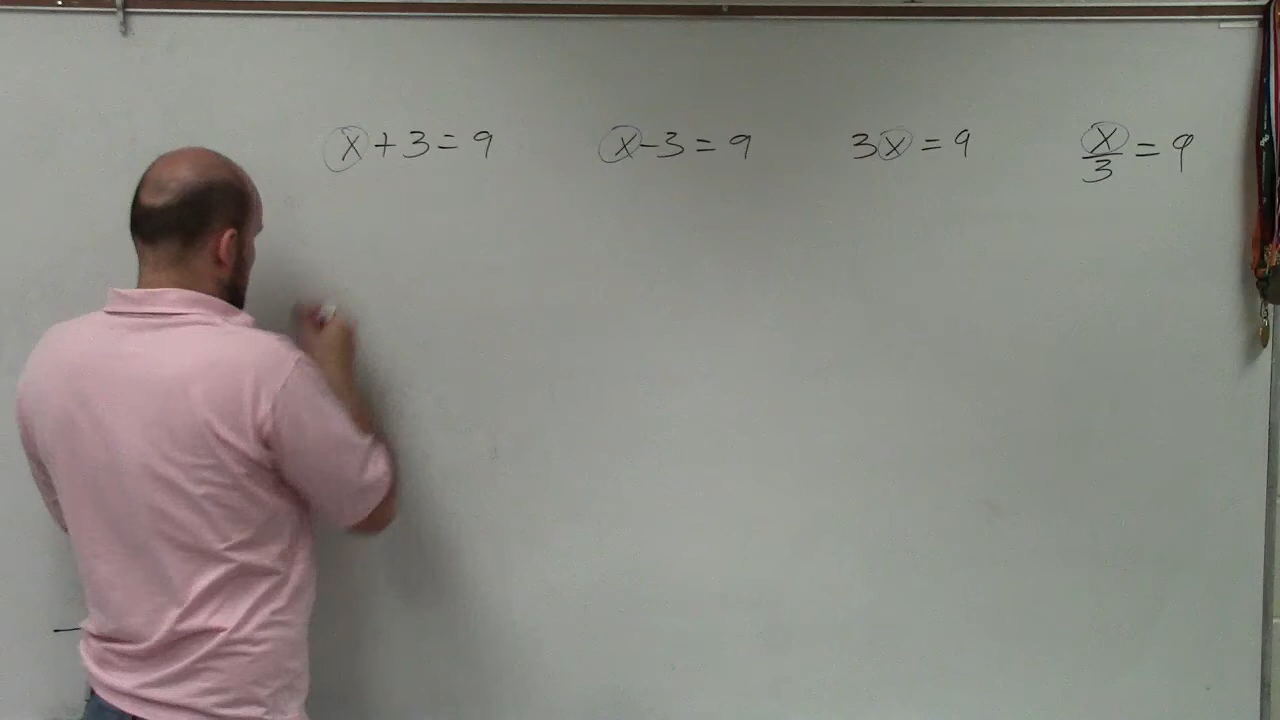 x + 3 = 9   x - 3 = 9   3x = 9   x/3 = 9